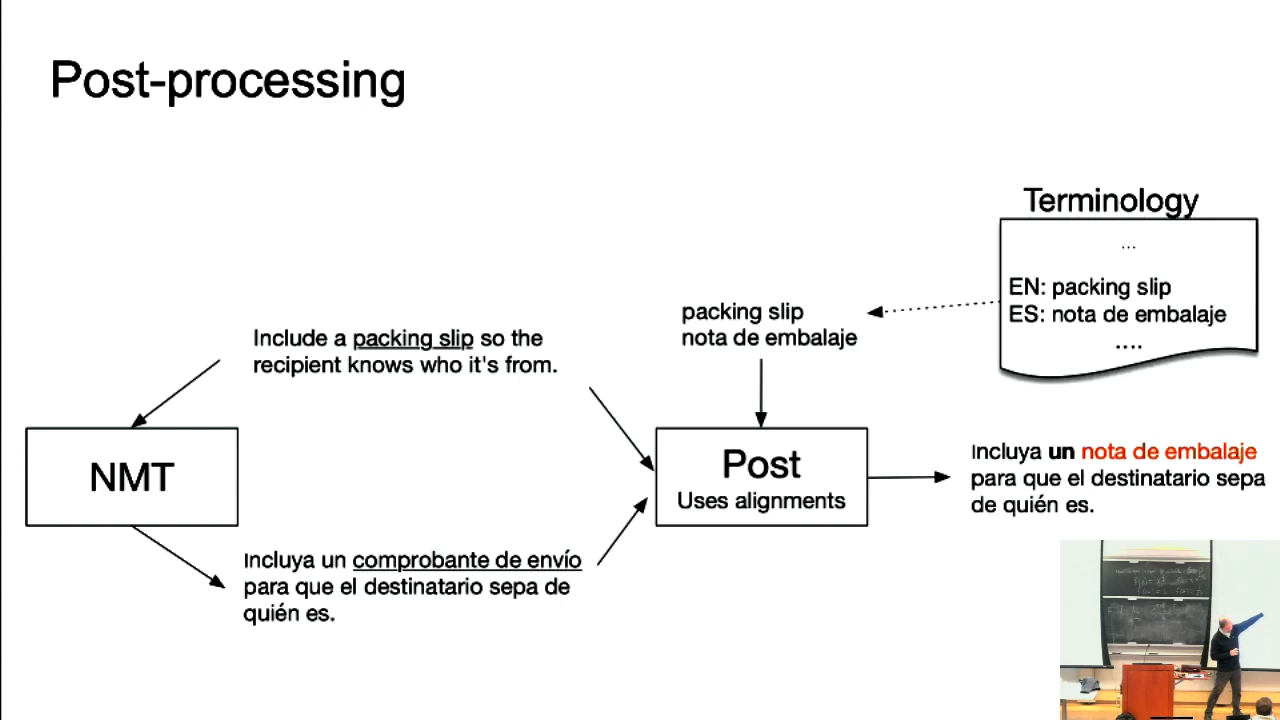 Post-processing
Terminology
...
EN: packing slip
ES: nota de embalaje
....
packing slip
nota de embalaje
Include a packing slip so the
recipient knows who it's from.
NMT
Post
Uses alignments
Incluya un nota de embalaje
para que el destinatario sepa
de quién es.
Incluya un comprobante de envío
para que el destinatario sepa de
quién es.